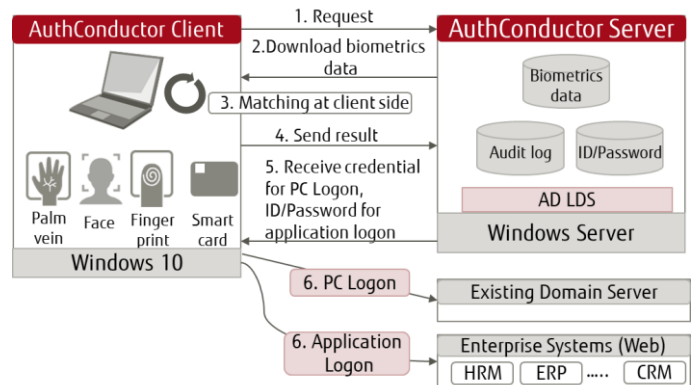 AuthConductor Client
1. Request
AuthConductor Server
2.Download biometrics
data
3. Matching at client side
Biometrics
data
4. Send result
Audit log
ID/Password
5. Receive credential
for PC Logon,
ID/Password for
application logon
Palm
vein
Face
Finger
print
Smart
card
AD LDS
Windows Server
Windows 10
6. PC Logon
Existing Domain Server
6. Application
Logon
Enterprise Systems (Web)
HRM
ERP
.....
CRM